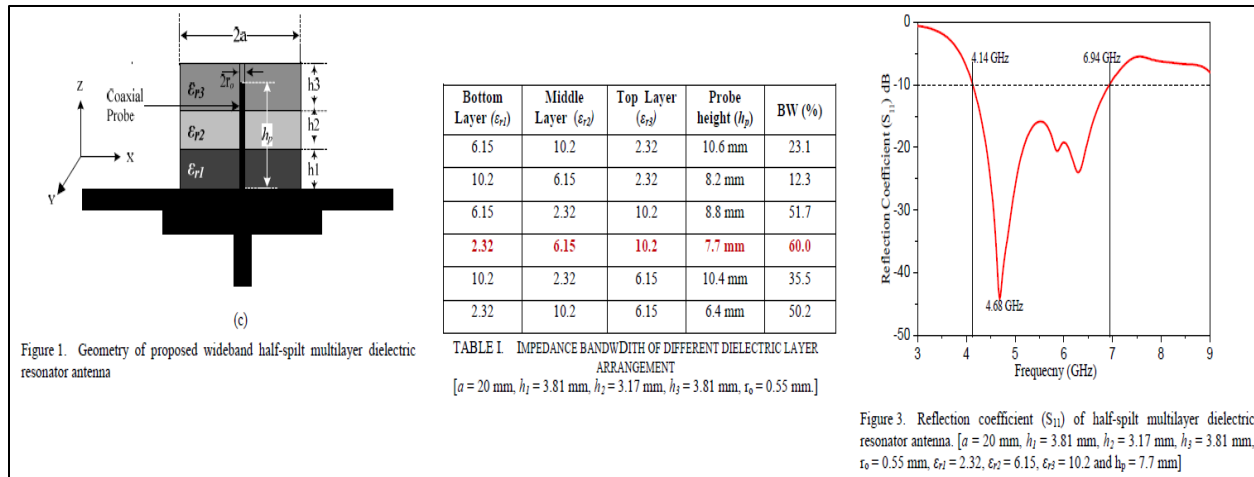 2a
2ro
εr3
εr2
εr1
h3
h2
h1
hp
Coaxial
Probe
Z
X
Y
(c)
Figure 1. Geometry of proposed wideband half-spilt multilayer dielectric
resonator antenna
Bottom Layer (εr1) Middle Layer (εr2) Top Layer (εr3) Probe height (hp) BW (%)
6.15 10.2 2.32 10.6 mm 23.1
10.2 6.15 2.32 8.2 mm 12.3
6.15 2.32 10.2 8.8 mm 51.7
2.32 6.15 10.2 7.7 mm 60.0
10.2 2.32 6.15 10.4 mm 35.5
2.32 10.2 6.15 6.4 mm 50.2
TABLE I. IMPEDANCE BANDWDITH OF DIFFERENT DIELECTRIC LAYER
ARRANGEMENT
[a = 20 mm, h1 = 3.81 mm, h2 = 3.17 mm, h3 = 3.81 mm, ro = 0.55 mm.]
Reflection Coefficient (S11) dB
0
-10
-20
-30
-40
-50
4.14 GHz
6.94 GHz
4.68 GHz
3 4 5 6 7 8 9
Frequecny (GHz)
Figure 3. Reflection coefficient (S11) of half-spilt multilayer dielectric
resonator antenna. [a = 20 mm, h1 = 3.81 mm, h2 = 3.17 mm, h3 = 3.81 mm,
ro = 0.55 mm, εr1 = 2.32, εr2 = 6.15, εr3 = 10.2 and hp = 7.7 mm]